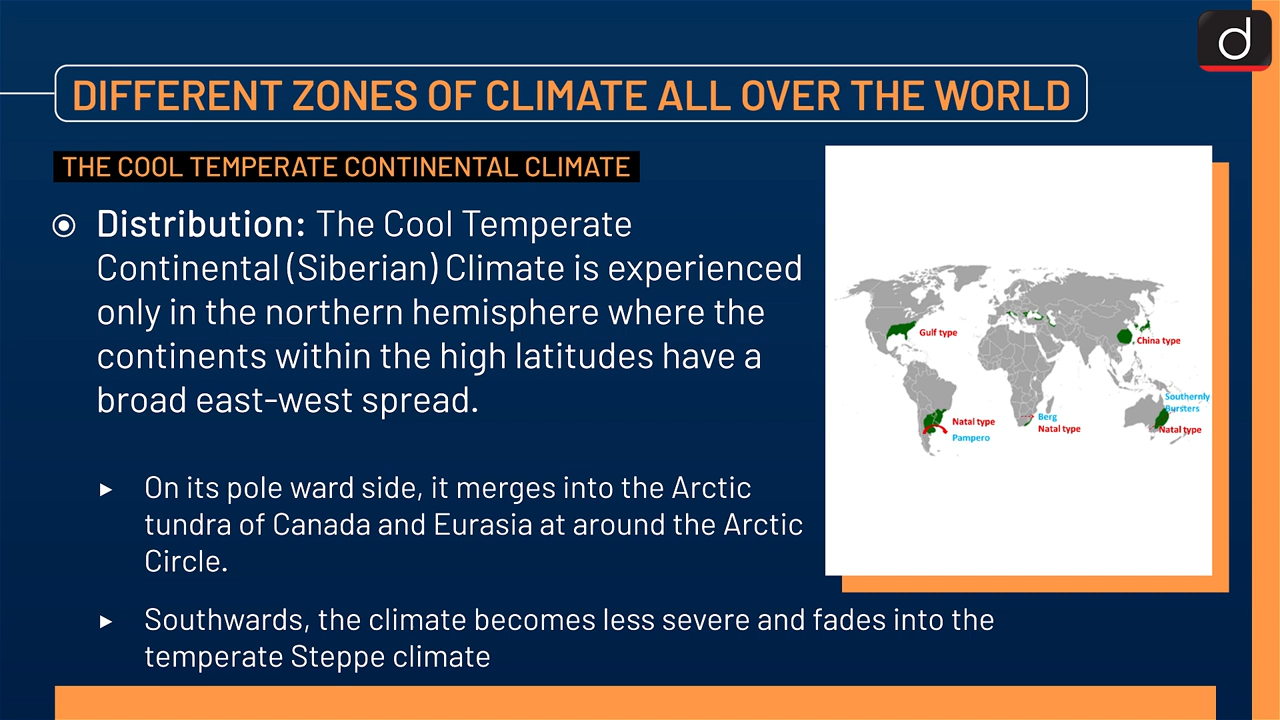 d
DIFFERENT ZONES OF CLIMATE ALL OVER THE WORLD
THE COOL TEMPERATE CONTINENTAL CLIMATE
Distribution: The Cool Temperate
Continental (Siberian) Climate is experienced
only in the northern hemisphere where the
continents within the high latitudes have a
broad east-west spread.
On its pole ward side, it merges into the Arctic
tundra of Canada and Eurasia at around the Arctic
Circle.
Southwards, the climate becomes less severe and fades into the
temperate Steppe climate
Gulf type
China type
Natal type
Pampero
Berg
Natal type
Southernly
Bursters
Natal type